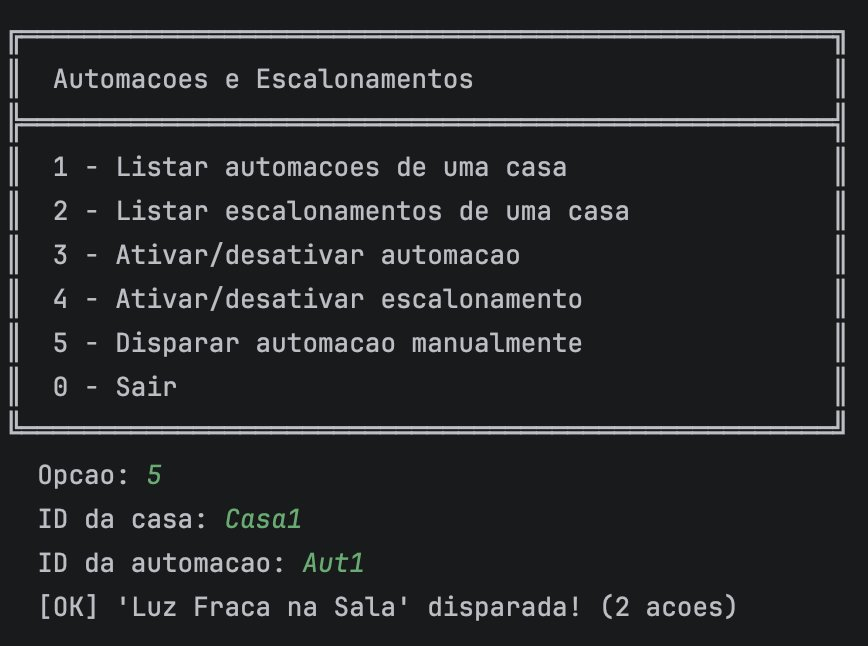 Automacoes e Escalonamentos
1 - Listar automacoes de uma casa
2 - Listar escalonamentos de uma casa
3 - Ativar/desativar automacao
4 - Ativar/desativar escalonamento
5 - Disparar automacao manualmente
0 - Sair
Opcao: 5
ID da casa: Casa1
ID da automacao: Aut1
[OK] 'Luz Fraca na Sala' disparada! (2 acoes)